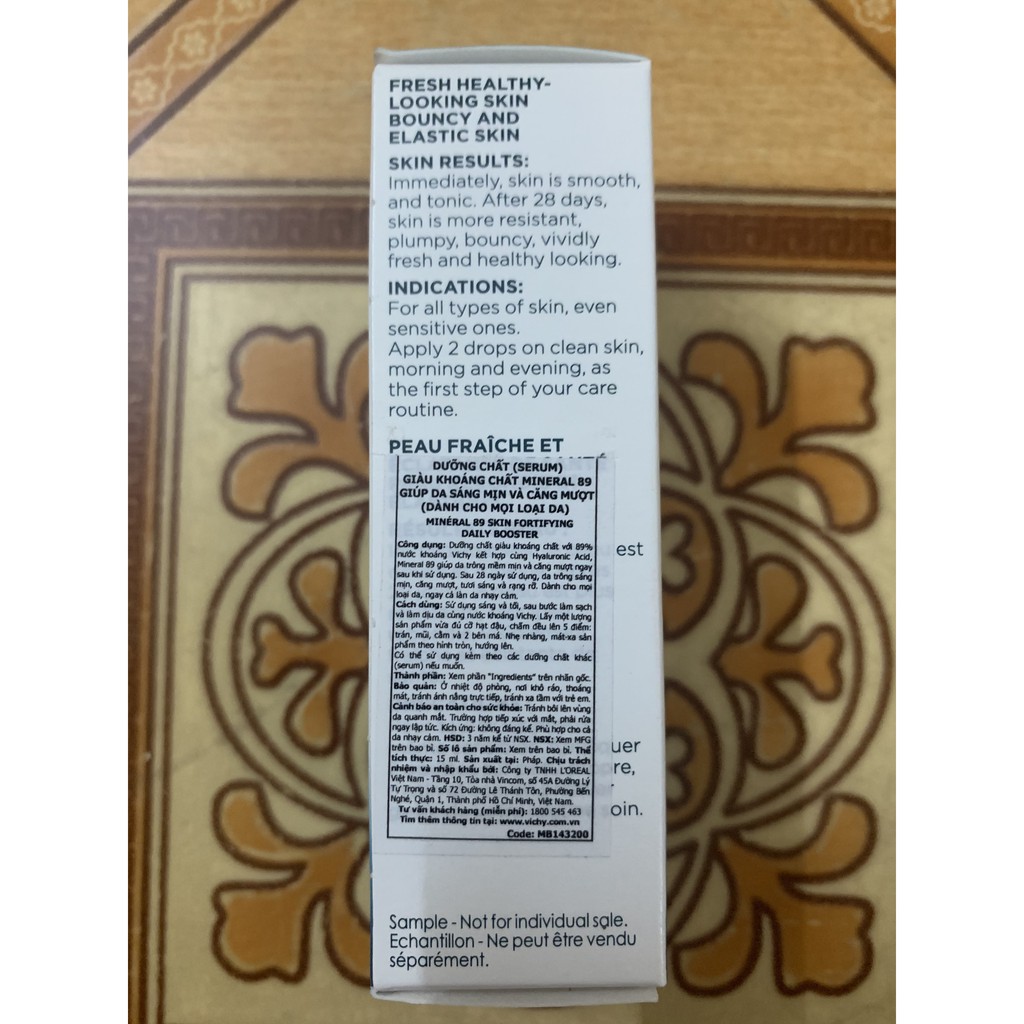 FRESH HEALTHY-
LOOKING SKIN
BOUNCY AND
ELASTIC SKIN
SKIN RESULTS:
Immediately, skin is smooth,
and tonic. After 28 days,
skin is more resistant,
plumpy, bouncy, vividly
fresh and healthy looking.
INDICATIONS:
For all types of skin, even
sensitive ones.
Apply 2 drops on clean skin,
morning and evening, as
the first step of your care
routine.
PEAU FRAÎCHE ET
DƯỠNG CHẤT (SERUM)
GIÀU KHOÁNG CHẤT MINERAL 89
GIÚP DA SÁNG MỊN VÀ CĂNG MƯỢT
(DÀNH CHO MỌI LOẠI DA)
MINÉRAL 89 SKIN FORTIFYING
DAILY BOOSTER
Công dụng: Dưỡng chất giàu khoáng chất với 89%
nước khoáng Vichy kết hợp cùng Hyaluronic Acid,
Mineral 89 giúp da trông mềm mịn và căng mượt ngay
sau khi sử dụng. Sau 28 ngày sử dụng, da trông sáng
mịn, căng mượt, tươi sáng và rạng rỡ. Dành cho mọi
loại da, ngay cả làn da nhạy cảm.
est
Cách dùng: Sử dụng sáng và tối, sau bước làm sạch
và làm dịu da cùng nước khoáng Vichy. Lấy một lượng
sản phẩm vừa đủ cỡ hạt đậu, chấm đều lên 5 điểm:
trán, mũi, cằm và 2 bên má. Nhẹ nhàng, mát-xa sản
phẩm theo hình tròn, hướng lên.
Có thể sử dụng kèm theo các dưỡng chất khác
(serum) nếu muốn.
Thành phần: Xem phần "Ingredients" trên nhãn gốc.
Bảo quản: Ở nhiệt độ phòng, nơi khô ráo, thoáng
mát, tránh ánh nắng trực tiếp, tránh xa tầm với trẻ em.
Cảnh báo an toàn cho sức khỏe: Tránh bôi lên vùng
da quanh mắt. Trường hợp tiếp xúc với mắt, phải rửa
ngay lập tức. Kích ứng: không đáng kể. Phù hợp cho cả
da nhạy cảm. HSD: 3 năm kể từ NSX. NSX: Xem MFG
trên bao bì. Số lô sản phẩm: Xem trên bao bì. Thể
tích thực: 15 ml. Sản xuất tại: Pháp. Chịu trách
nhiệm và nhập khẩu bởi: Công ty TNHH L'OREAL
Việt Nam - Tầng 10, Tòa nhà Vincom, số 45A Đường Lý
Tự Trọng và số 72 Đường Lê Thánh Tôn, Phường Bến
Nghé, Quận 1, Thành phố Hồ Chí Minh, Việt Nam.
Tư vấn khách hàng (miễn phí): 1800 545 463
Tìm thêm thông tin tại: www.vichy.com.vn
Code: MB143200
uer
re,
oin.
Sample - Not for individual sale.
Echantillon - Ne peut être vendu
séparément.